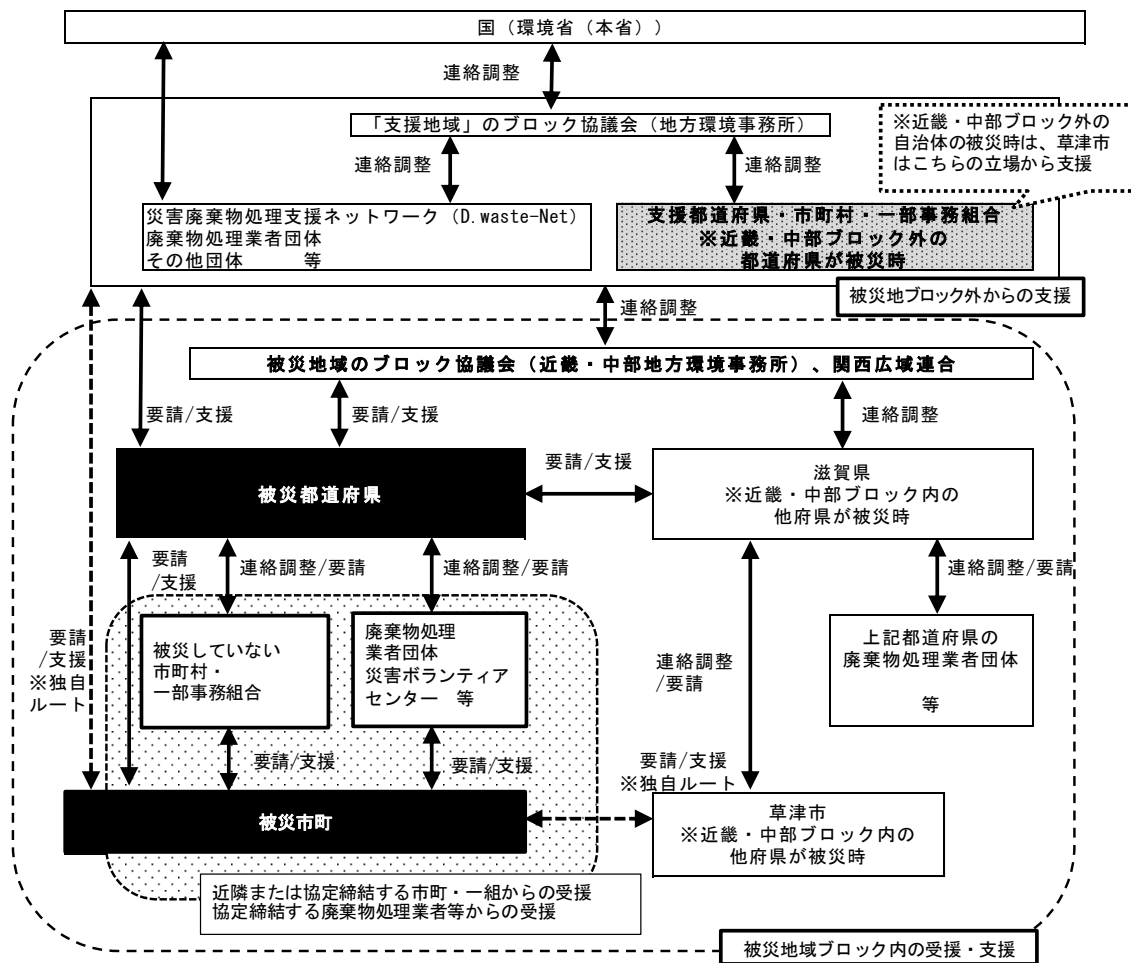 国（環境省（本省））
連絡調整
「支援地域」のブロック協議会（地方環境事務所）
※近畿・中部ブロック外の
自治体の被災時は、草津市
はこちらの立場から支援
連絡調整
連絡調整
災害廃棄物処理支援ネットワーク（D.waste-Net）
廃棄物処理業者団体
その他団体　　等
支援都道府県・市町村・一部事務組合
※近畿・中部ブロック外の
都道府県が被災時
被災地ブロック外からの支援
連絡調整
被災地域のブロック協議会（近畿・中部地方環境事務所）、関西広域連合
要請/支援
要請/支援
連絡調整
被災都道府県
要請/支援
滋賀県
※近畿・中部ブロック内の
他府県が被災時
要請
/支援
連絡調整/要請
連絡調整/要請
連絡調整/要請
要請
/支援
※独自
ルート
被災していない
市町村・
一部事務組合
廃棄物処理
業者団体
災害ボランティア
センター　等
連絡調整
/要請
上記都道府県の
廃棄物処理業者団体
等
要請/支援
要請/支援
要請/支援
※独自ルート
被災市町
草津市
※近畿・中部ブロック内の
他府県が被災時
近隣または協定締結する市町・一組からの受援
協定締結する廃棄物処理業者等からの受援
被災地域ブロック内の受援・支援